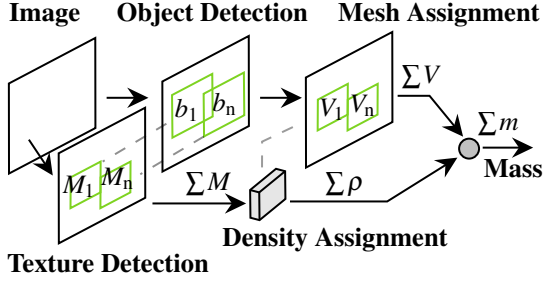 Image Object Detection Mesh Assignment
b₁ bₙ V₁ Vₙ ∑V
M₁ Mₙ ∑M ∑ρ ∑m
Mass
Density Assignment
Texture Detection